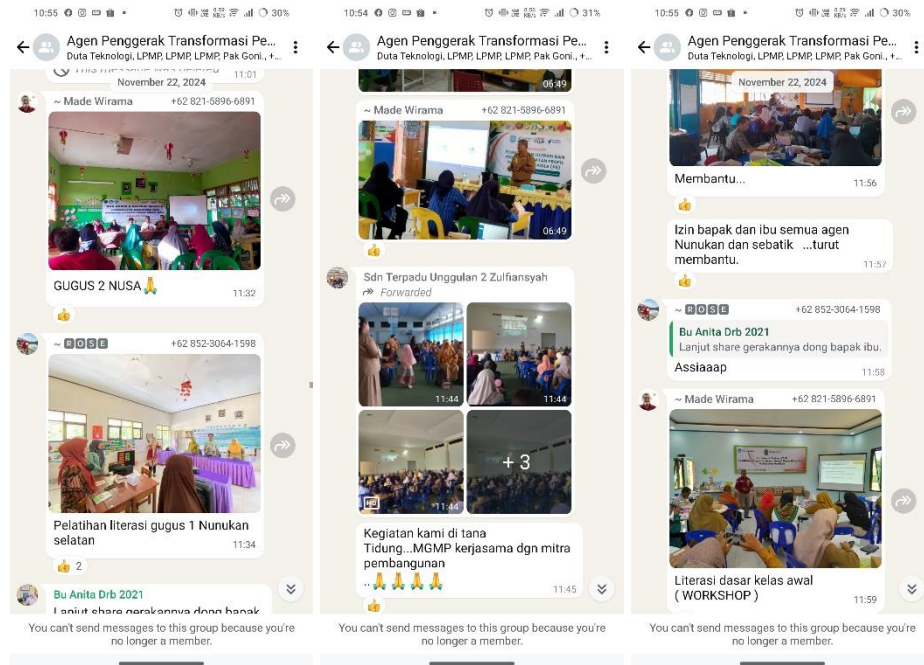 10:55
30%
Agen Penggerak Transformasi Pe...
Duta Teknologi, LPMP, LPMP, LPMP, Pak Goni., +...
This message was deleted 11:01
November 22, 2024
~ Made Wirama +62 821-5896-6891
GUGUS 2 NUSA🙏
11:32
👍
~ 🆁🅾🆂🅴 +62 852-3064-1598
Pelatihan literasi gugus 1 Nunukan
selatan
11:34
👍 2
Bu Anita Drb 2021
Lanjut share gerakannya dong bapak
You can't send messages to this group because you're
no longer a member.
10:54
31%
Agen Penggerak Transformasi Pe...
Duta Teknologi, LPMP, LPMP, LPMP, Pak Goni., +...
06:49
~ Made Wirama +62 821-5896-6891
06:49
👍
Sdn Terpadu Unggulan 2 Zulfiansyah
Forwarded
11:44
11:44
HD
11:44
+ 3
Kegiatan kami di tana
Tidung...MGMP kerjasama dgn mitra
pembangunan
..🙏🙏🙏🙏
11:45
👍
You can't send messages to this group because you're
no longer a member.
10:55
30%
Agen Penggerak Transformasi Pe...
Duta Teknologi, LPMP, LPMP, LPMP, Pak Goni., +...
November 22, 2024
Membantu...
11:56
👍
Izin bapak dan ibu semua agen
Nunukan dan sebatik ...turut
membantu.
11:57
👍
~ 🆁🅾🆂🅴 +62 852-3064-1598
Bu Anita Drb 2021
Lanjut share gerakannya dong bapak ibu.
Assiaaap
11:58
~ Made Wirama +62 821-5896-6891
Literasi dasar kelas awal
( WORKSHOP )
11:59
You can't send messages to this group because you're
no longer a member.